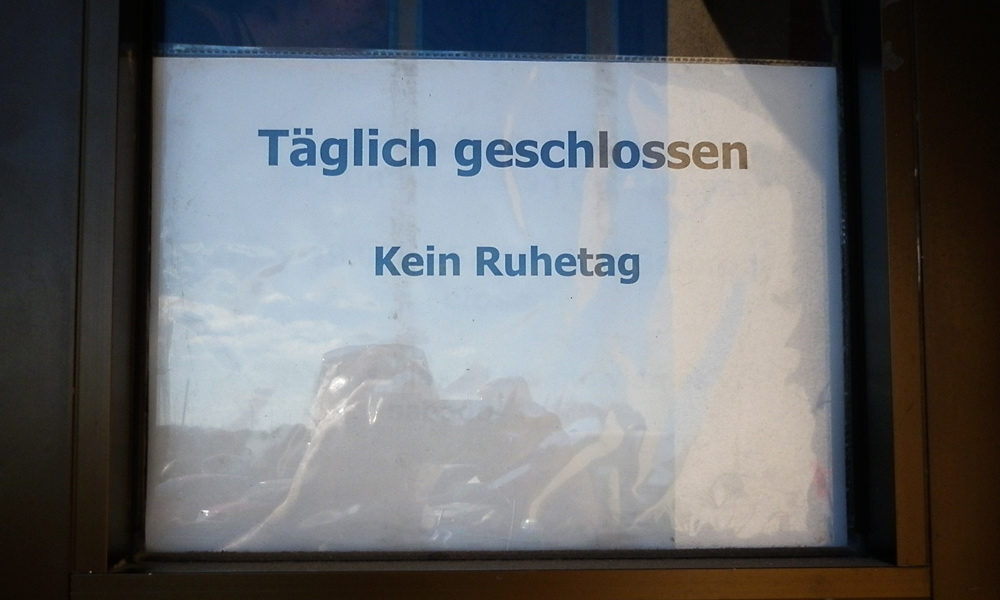 Täglich geschlossen
Kein Ruhetag